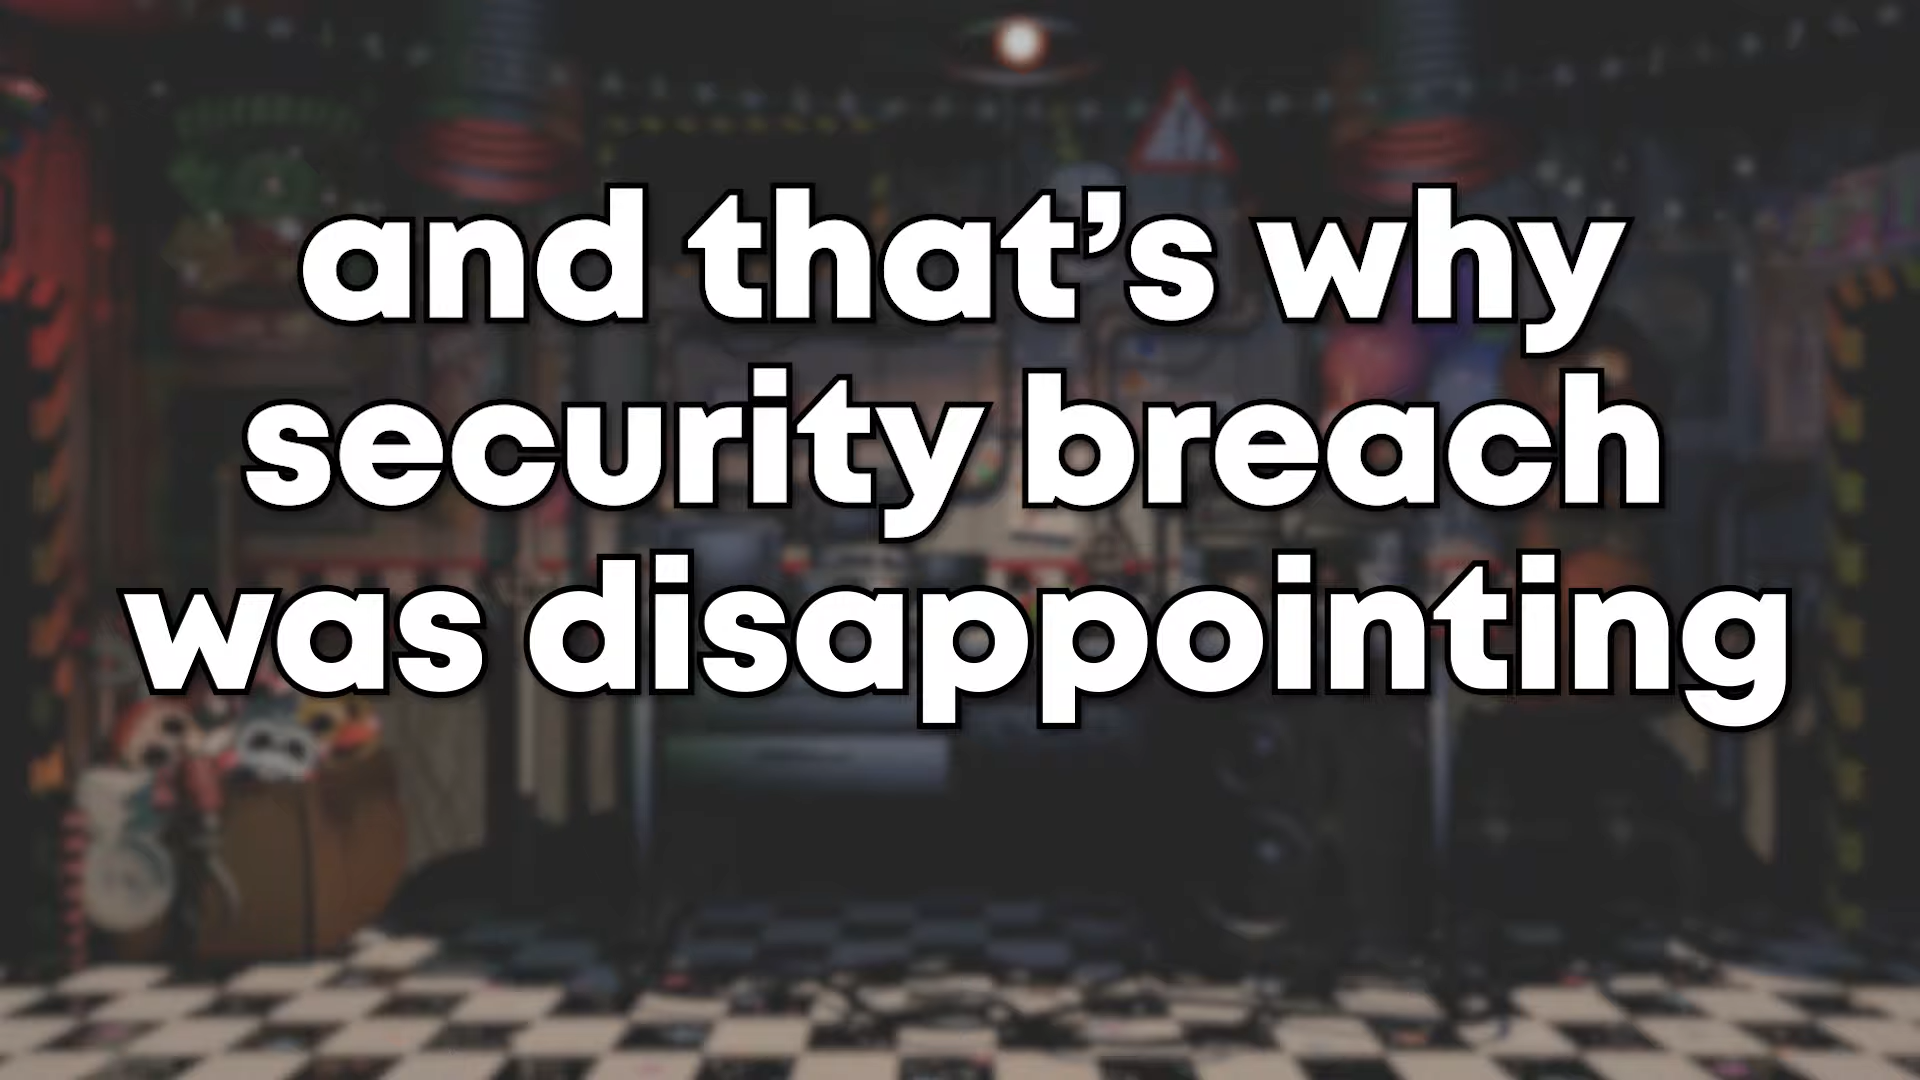 and that’s why
security breach
was disappointing